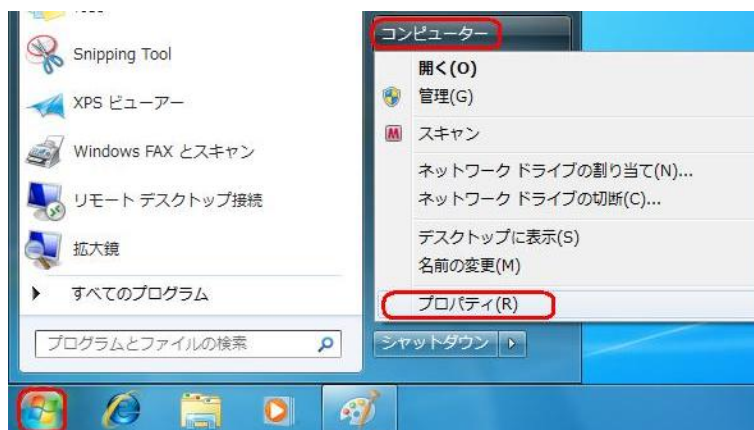 Snipping Tool
XPS ビューアー
Windows FAX とスキャン
リモート デスクトップ接続
拡大鏡
すべてのプログラム
プログラムとファイルの検索
コンピューター
開く(O)
管理(G)
スキャン
ネットワーク ドライブの割り当て(N)...
ネットワーク ドライブの切断(C)...
デスクトップに表示(S)
名前の変更(M)
プロパティ(R)
シャットダウン